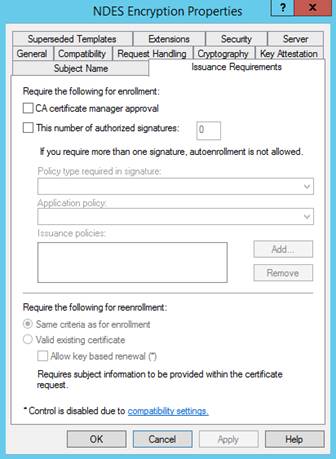 NDES Encryption Properties
?
x
Superseded Templates
Extensions
Security
Server
General
Compatibility
Request Handling
Cryptography
Key Attestation
Subject Name
Issuance Requirements
Require the following for enrollment:
CA certificate manager approval
This number of authorized signatures:
0
If you require more than one signature, autoenrollment is not allowed.
Policy type required in signature:
Application policy:
Issuance policies:
Add...
Remove
Require the following for reenrollment:
Same criteria as for enrollment
Valid existing certificate
Allow key based renewal (*)
Requires subject information to be provided within the certificate
request.
* Control is disabled due to compatibility settings.
OK
Cancel
Apply
Help